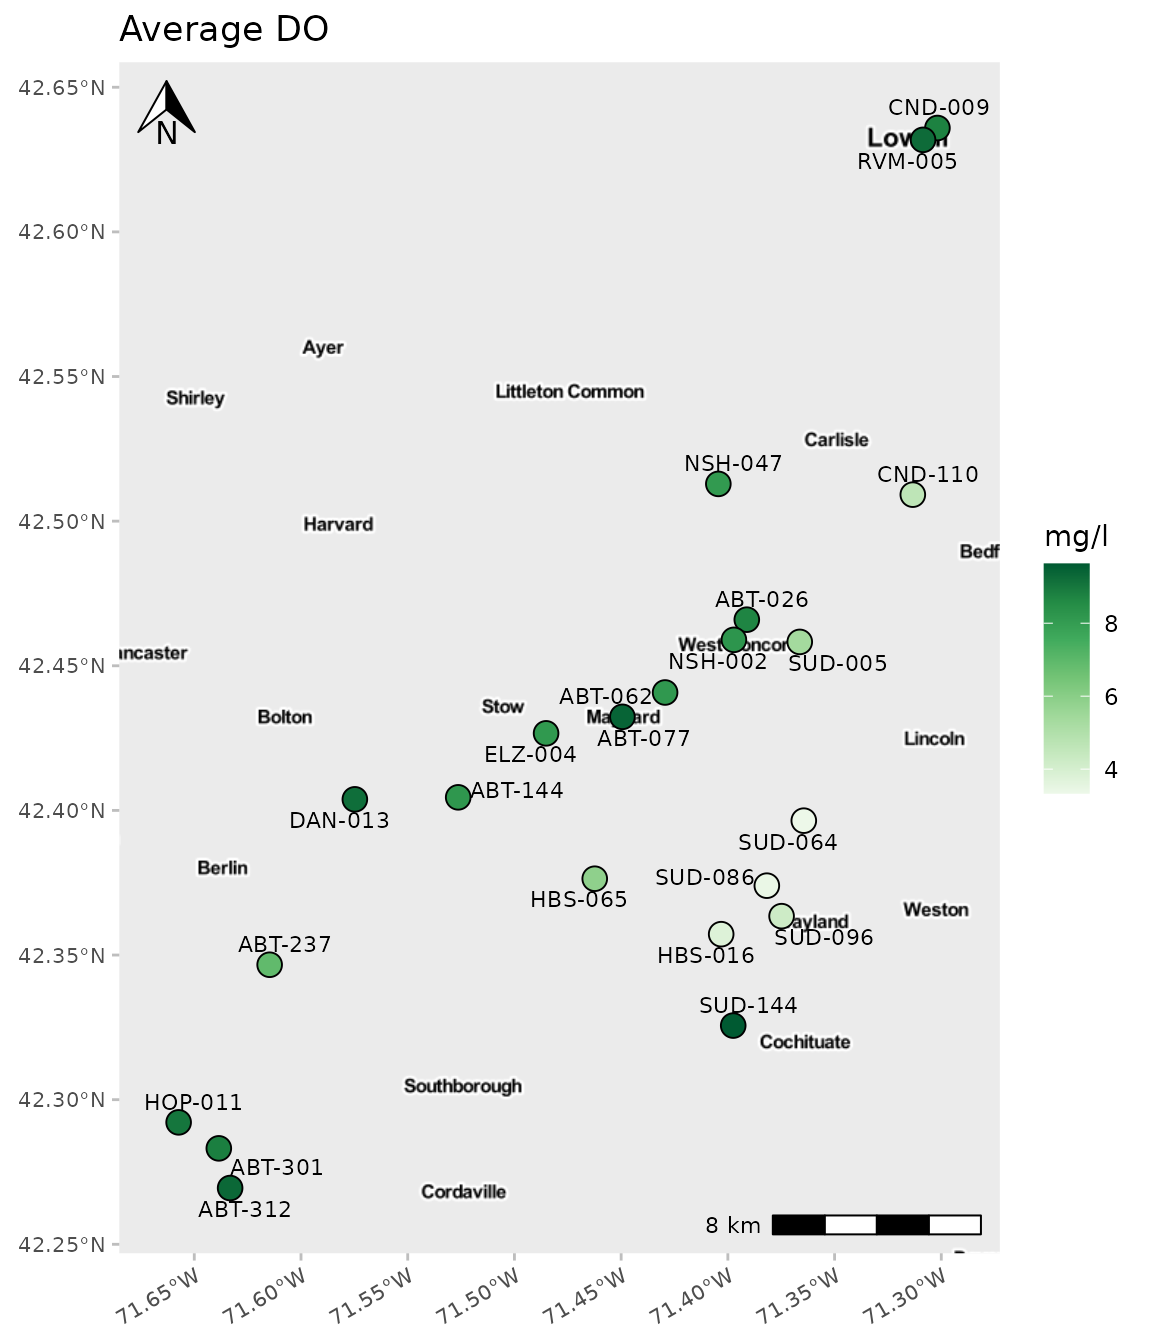 Average DO
42.65°N
N
CND-009
RVM-005
42.60°N
Ayer
42.55°N
Shirley
Littleton Common
Carlisle
NSH-047
CND-110
42.50°N
Harvard
mg/l
Bedf
ABT-026
8
NSH-002
SUD-005
ancaster
42.45°N
ABT-062
6
Stow
Bolton
ABT-077
Lincoln
ELZ-004
4
ABT-144
42.40°N
DAN-013
SUD-064
Berlin
SUD-086
HBS-065
Weston
ayland
SUD-096
ABT-237
42.35°N
HBS-016
SUD-144
Cochituate
Southborough
42.30°N
HOP-011
ABT-301
Cordaville
ABT-312
8 km
42.25°N
71.65°W
71.60°W
71.55°W
71.50°W
71.45°W
71.40°W
71.35°W
71.30°W